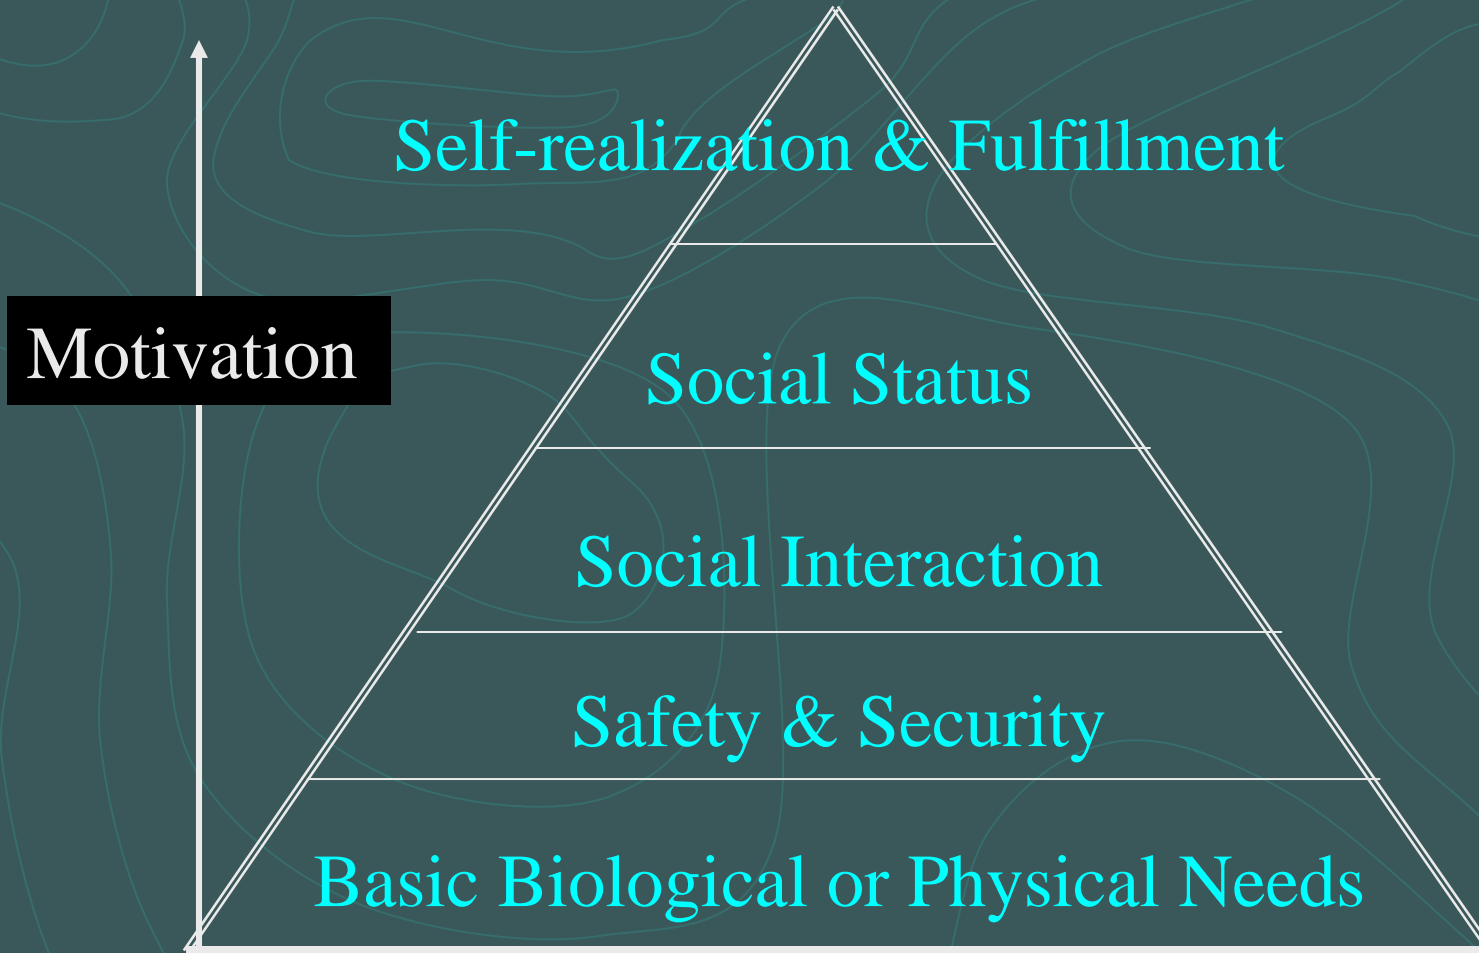 Self-realization & Fulfillment
Motivation
Social Status
Social Interaction
Safety & Security
Basic Biological or Physical Needs